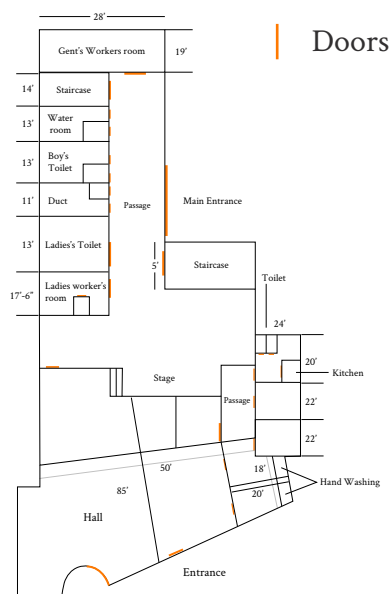 28'
Doors
Gent's Workers room
19'
14'
Staircase
13'
Water
room
13'
Boy's
Toilet
11'
Duct
Passage
Main Entrance
13'
Ladies's Toilet
5'
Staircase
Toilet
17'-6"
Ladies worker's
room
24'
20'
Kitchen
Stage
Passage
22'
22'
50'
18'
85'
20'
Hand Washing
Hall
Entrance